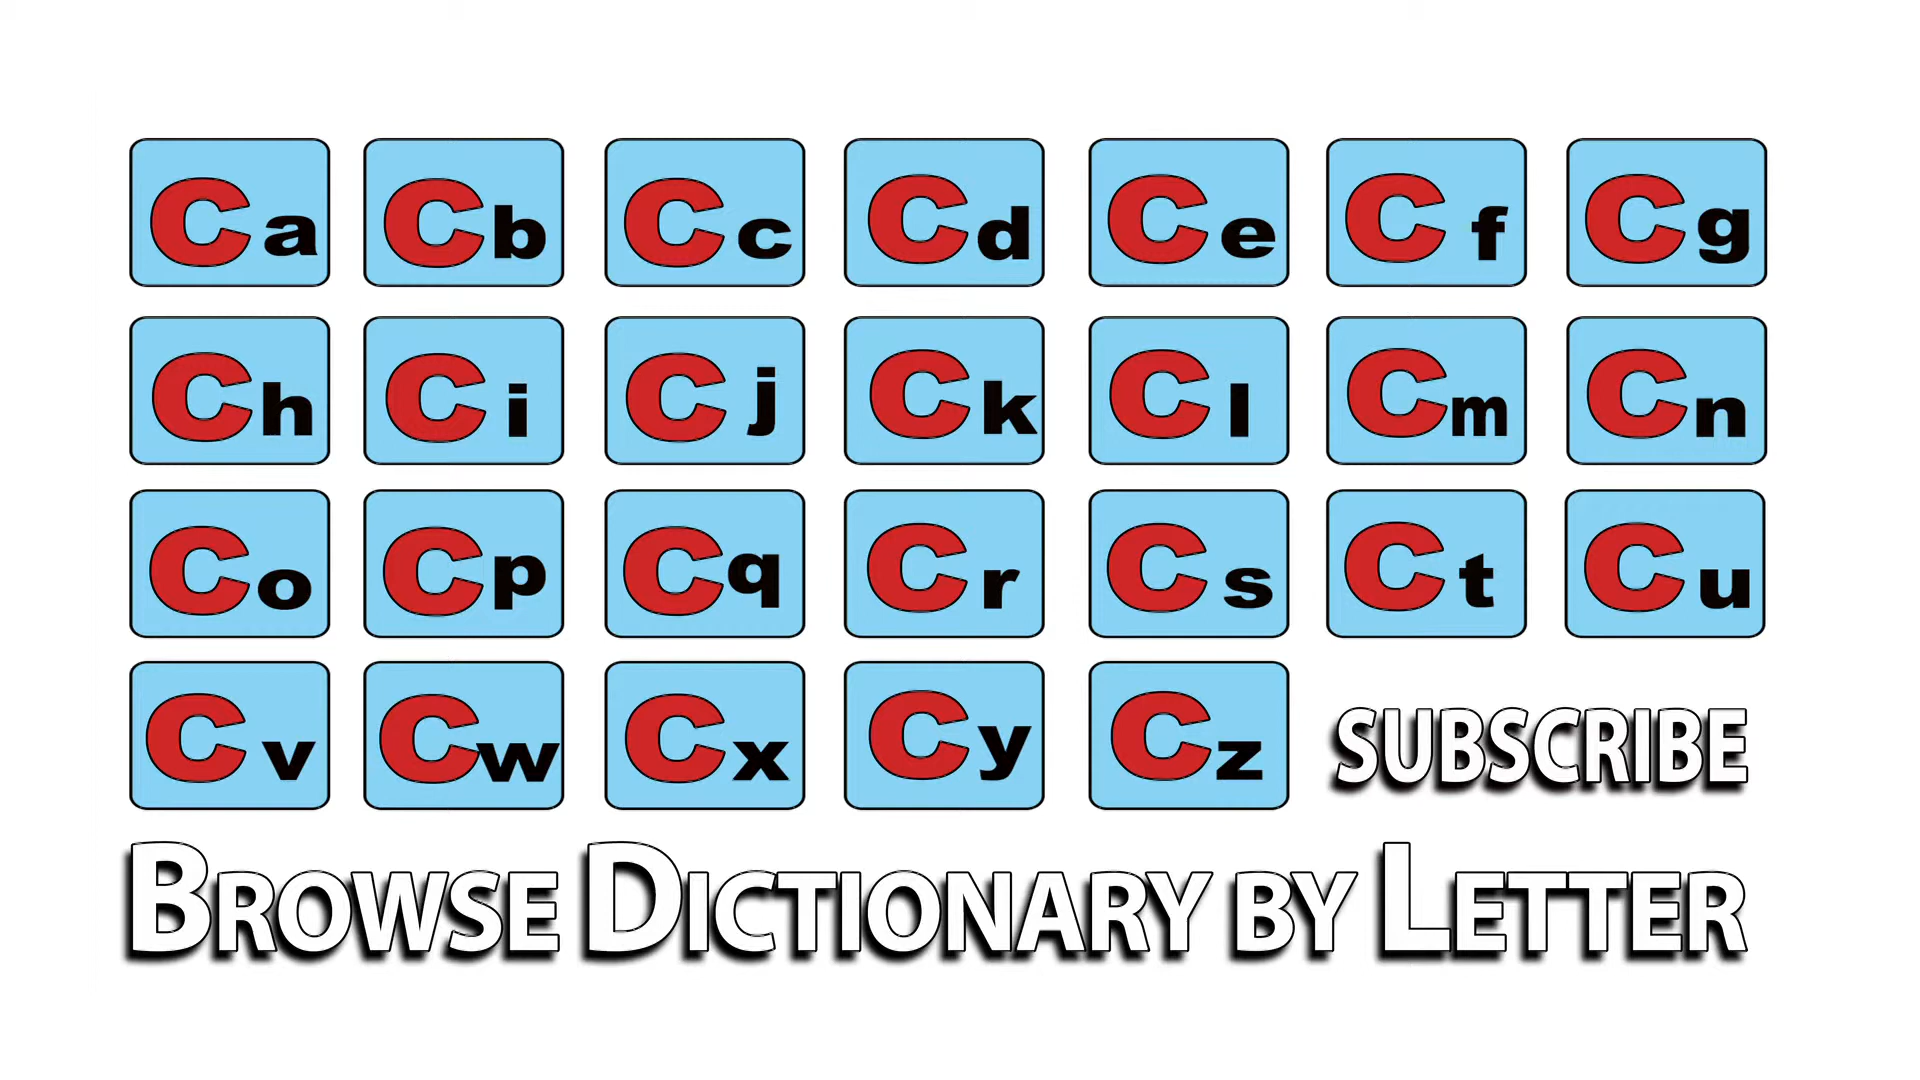 Ca Cb Cc Cd Ce Cf Cg
Ch Ci Cj Ck Cl Cm Cn
Co Cp Cq Cr Cs Ct Cu
Cv Cw Cx Cy Cz SUBSCRIBE
BROWSE DICTIONARY BY LETTER